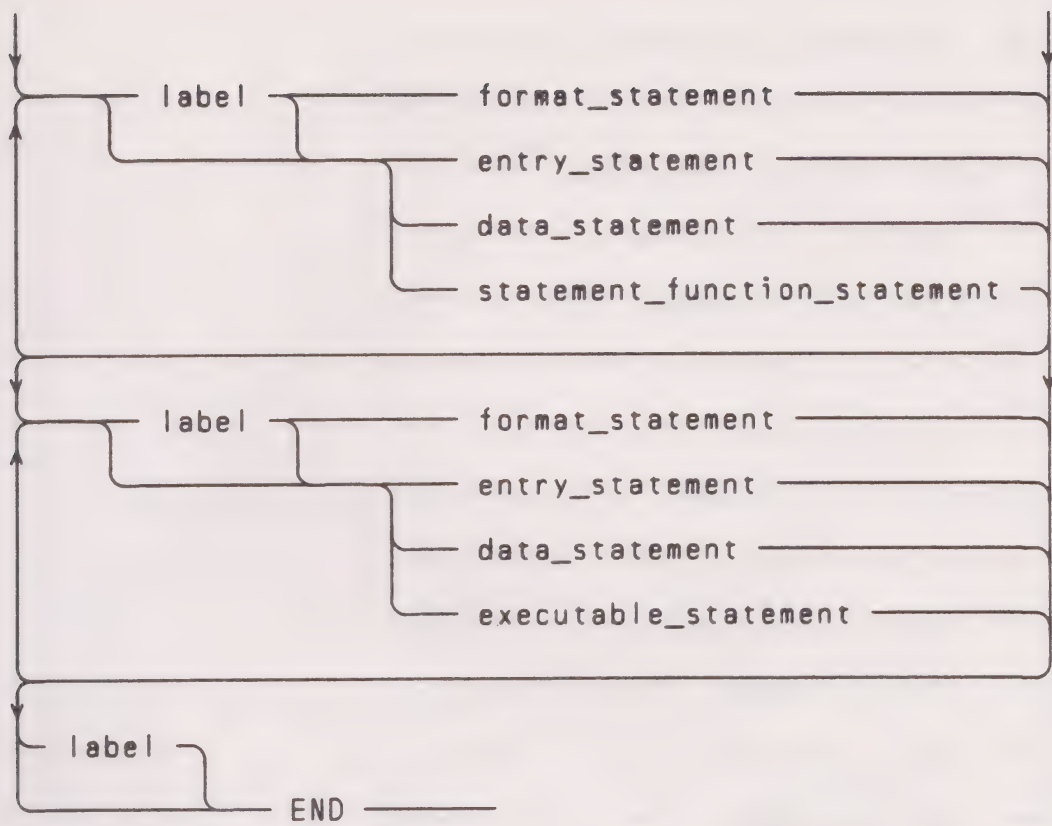 label format_statement
entry_statement
data_statement
statement_function_statement
label format_statement
entry_statement
data_statement
executable_statement
label
END